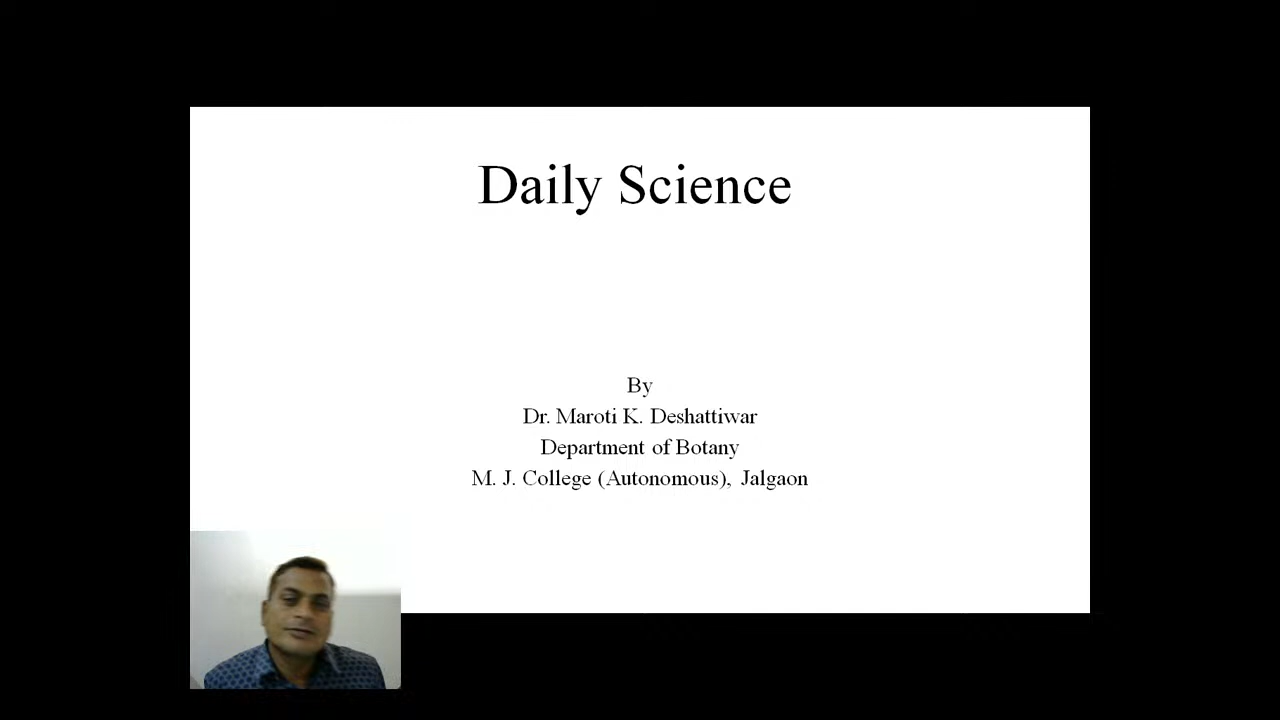 Daily Science
By
Dr. Maroti K. Deshattiwar
Department of Botany
M. J. College (Autonomous), Jalgaon